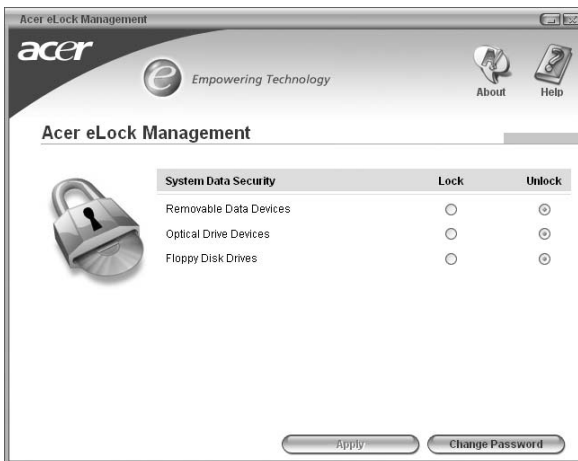 Acer eLock Management
acer
e Empowering Technology
About Help
Acer eLock Management
System Data Security Lock Unlock
Removable Data Devices
Optical Drive Devices
Floppy Disk Drives
Apply Change Password